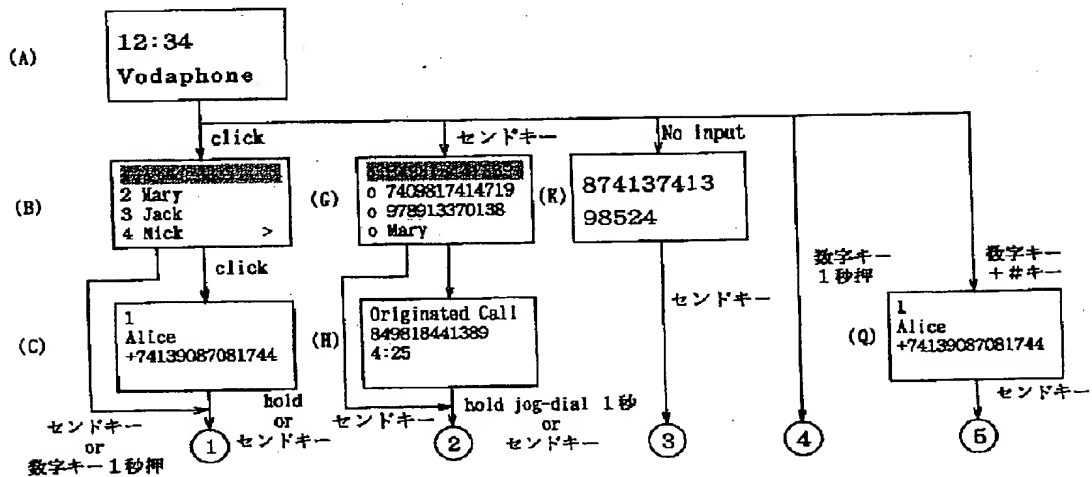 (A)
12:34
Vodaphone
click
センドキー
No input
(B)
2 Mary
3 Jack
4 Nick >
(G)
o 7409817414719
o 978913370138
o Mary
(K)
874137413
98524
click
センドキー
数字キー
1秒押
数字キー
+#キー
(C)
1
Alice
+74139087081744
(H)
Originated Call
849818441389
4:25
(Q)
1
Alice
+74139087081744
センドキー
or
数字キー1秒押
hold
or
センドキー
センドキー
hold jog-dial 1秒
or
センドキー
センドキー
1
2
3
4
5